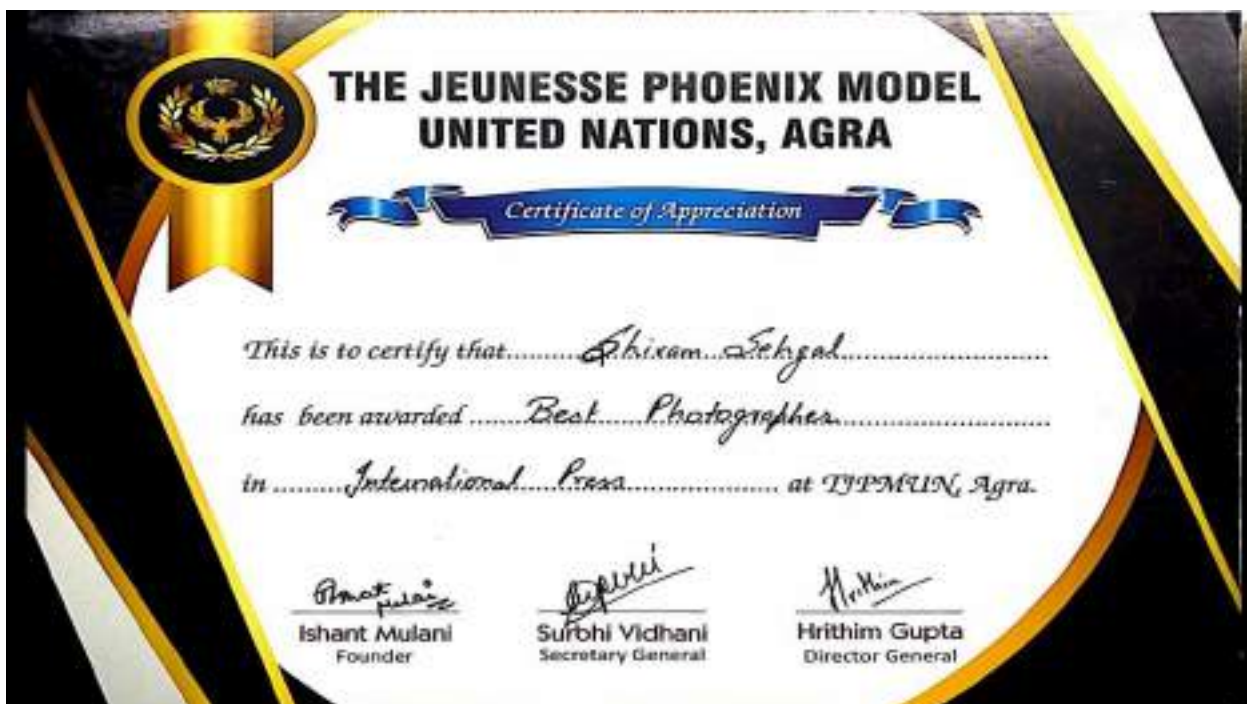 THE JEUNESSE PHOENIX MODEL
UNITED NATIONS, AGRA
Certificate of Appreciation
This is to certify that..........Shivam Sehgal..............................
has been awarded ......Best Photographer..............................
in .........International Press..................... at TJPMUN, Agra.
Ishant Mulani Surbhi Vidhani Hrithim Gupta
Founder Secretary General Director General